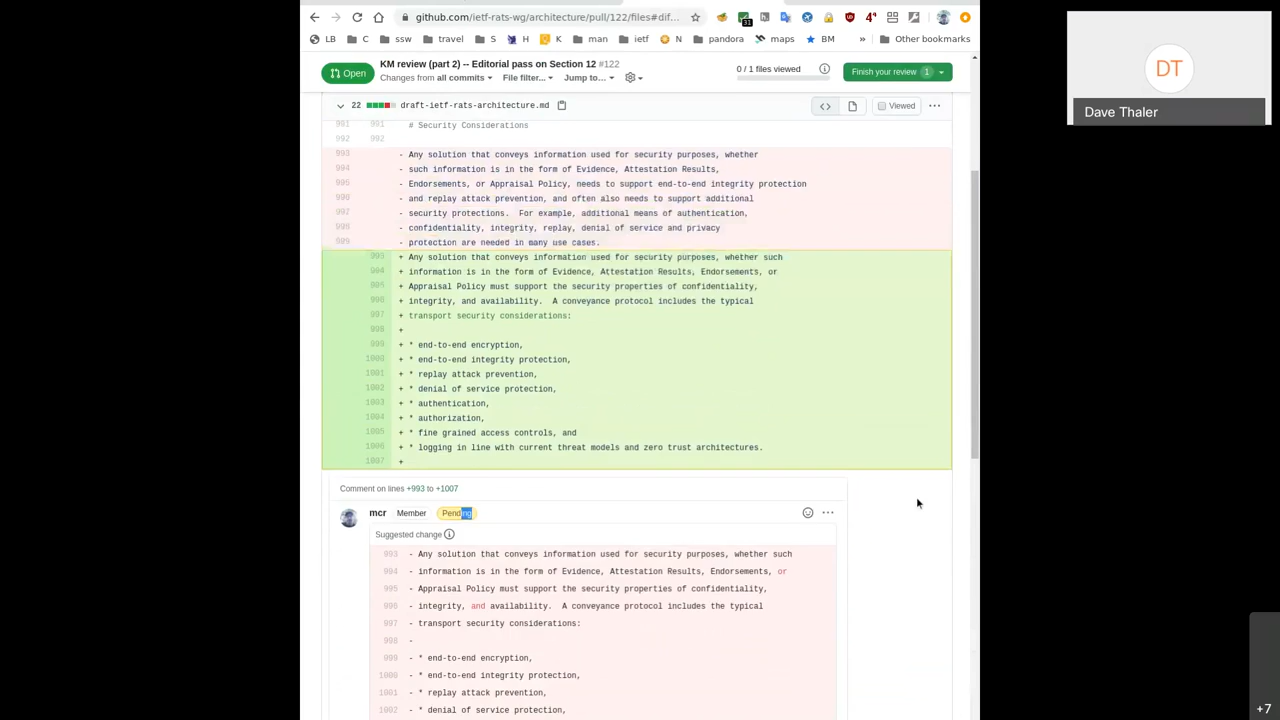 github.com/ietf-rats-wg/architecture/pull/122/files#dif...
31
LB C ssw travel S H K man ietf N pandora maps BM » Other bookmarks
Open
KM review (part 2) -- Editorial pass on Section 12 #122
Changes from all commits File filter... Jump to...
0 / 1 files viewed
Finish your review 1
22 draft-ietf-rats-architecture.md
Viewed
991 991 # Security Considerations
992 992
993 - Any solution that conveys information used for security purposes, whether
994 - such information is in the form of Evidence, Attestation Results,
995 - Endorsements, or Appraisal Policy, needs to support end-to-end integrity protection
996 - and replay attack prevention, and often also needs to support additional
997 - security protections.  For example, additional means of authentication,
998 - confidentiality, integrity, replay, denial of service and privacy
999 - protection are needed in many use cases.
993 + Any solution that conveys information used for security purposes, whether such
994 + information is in the form of Evidence, Attestation Results, Endorsements, or
995 + Appraisal Policy must support the security properties of confidentiality,
996 + integrity, and availability.  A conveyance protocol includes the typical
997 + transport security considerations:
998 +
999 + * end-to-end encryption,
1000 + * end-to-end integrity protection,
1001 + * replay attack prevention,
1002 + * denial of service protection,
1003 + * authentication,
1004 + * authorization,
1005 + * fine grained access controls, and
1006 + * logging in line with current threat models and zero trust architectures.
1007 +
Comment on lines +993 to +1007
mcr Member Pending
Suggested change
993 - Any solution that conveys information used for security purposes, whether such
994 - information is in the form of Evidence, Attestation Results, Endorsements, or
995 - Appraisal Policy must support the security properties of confidentiality,
996 - integrity, and availability.  A conveyance protocol includes the typical
997 - transport security considerations:
998 -
999 - * end-to-end encryption,
1000 - * end-to-end integrity protection,
1001 - * replay attack prevention,
1002 - * denial of service protection,
DT
Dave Thaler
+7